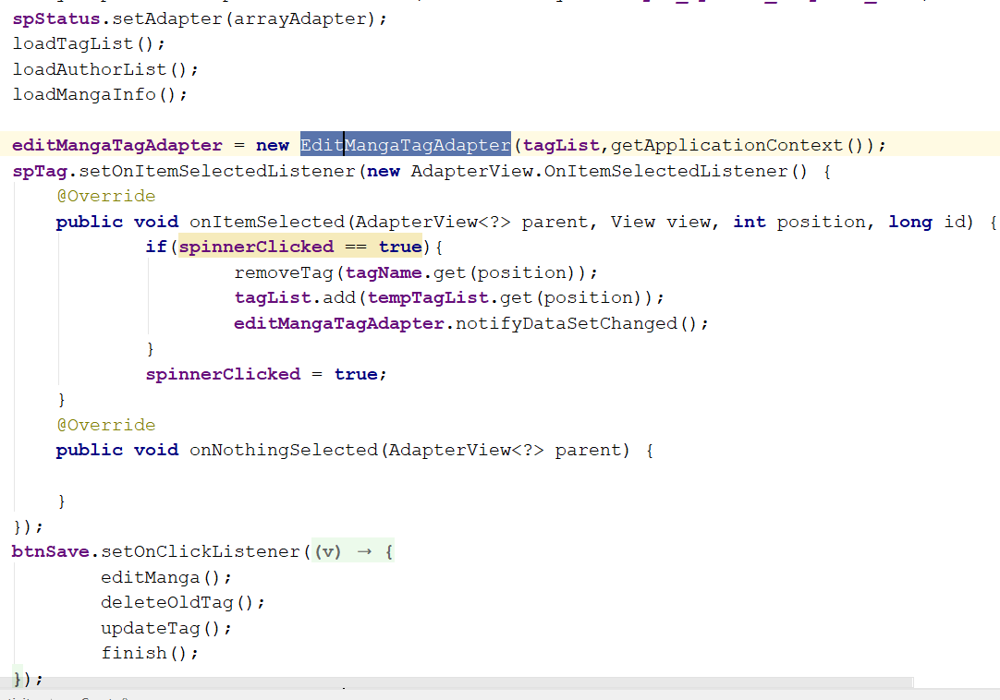 spStatus.setAdapter(arrayAdapter);
loadTagList();
loadAuthorList();
loadMangaInfo();
editMangaTagAdapter = new EditMangaTagAdapter(tagList,getApplicationContext());
spTag.setOnItemSelectedListener(new AdapterView.OnItemSelectedListener() {
@Override
public void onItemSelected(AdapterView<?> parent, View view, int position, long id) {
if(spinnerClicked == true){
removeTag(tagName.get(position));
tagList.add(tempTagList.get(position));
editMangaTagAdapter.notifyDataSetChanged();
}
spinnerClicked = true;
}
@Override
public void onNothingSelected(AdapterView<?> parent) {
}
});
btnSave.setOnClickListener((v) → {
editManga();
deleteOldTag();
updateTag();
finish();
});